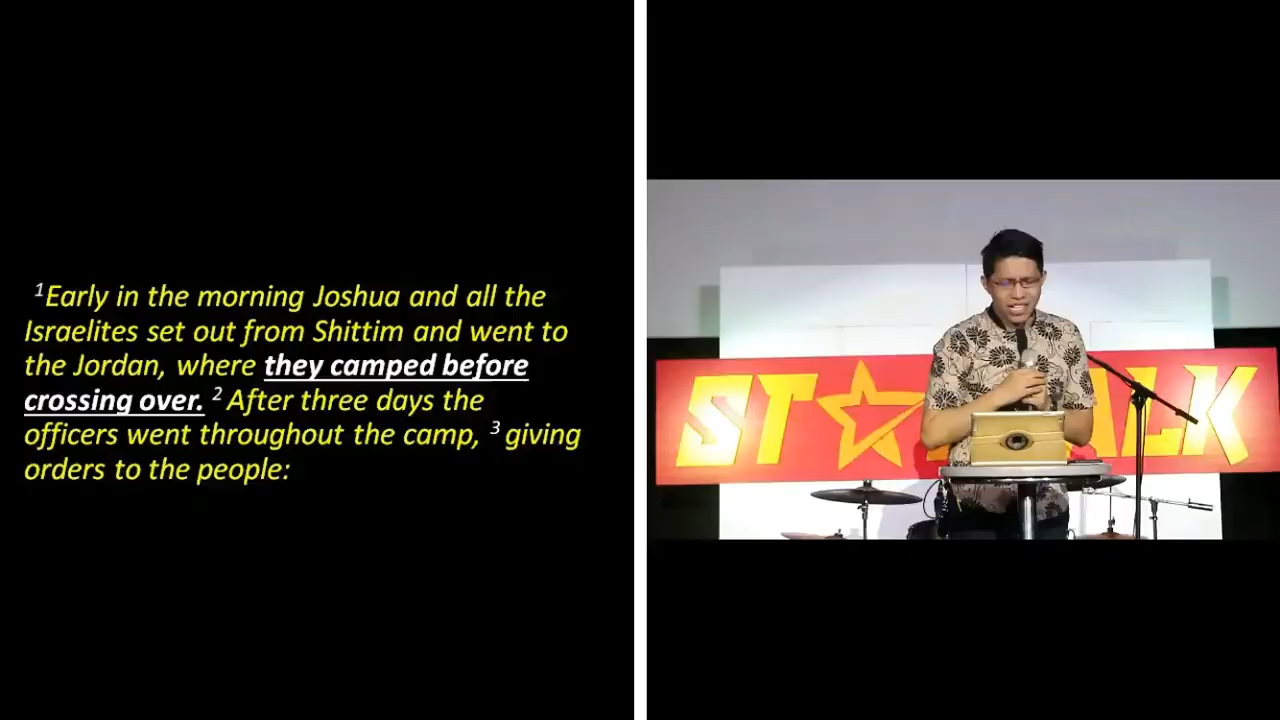 ¹Early in the morning Joshua and all the
Israelites set out from Shittim and went to
the Jordan, where they camped before
crossing over. ² After three days the
officers went throughout the camp, ³ giving
orders to the people:
ST★ ALK